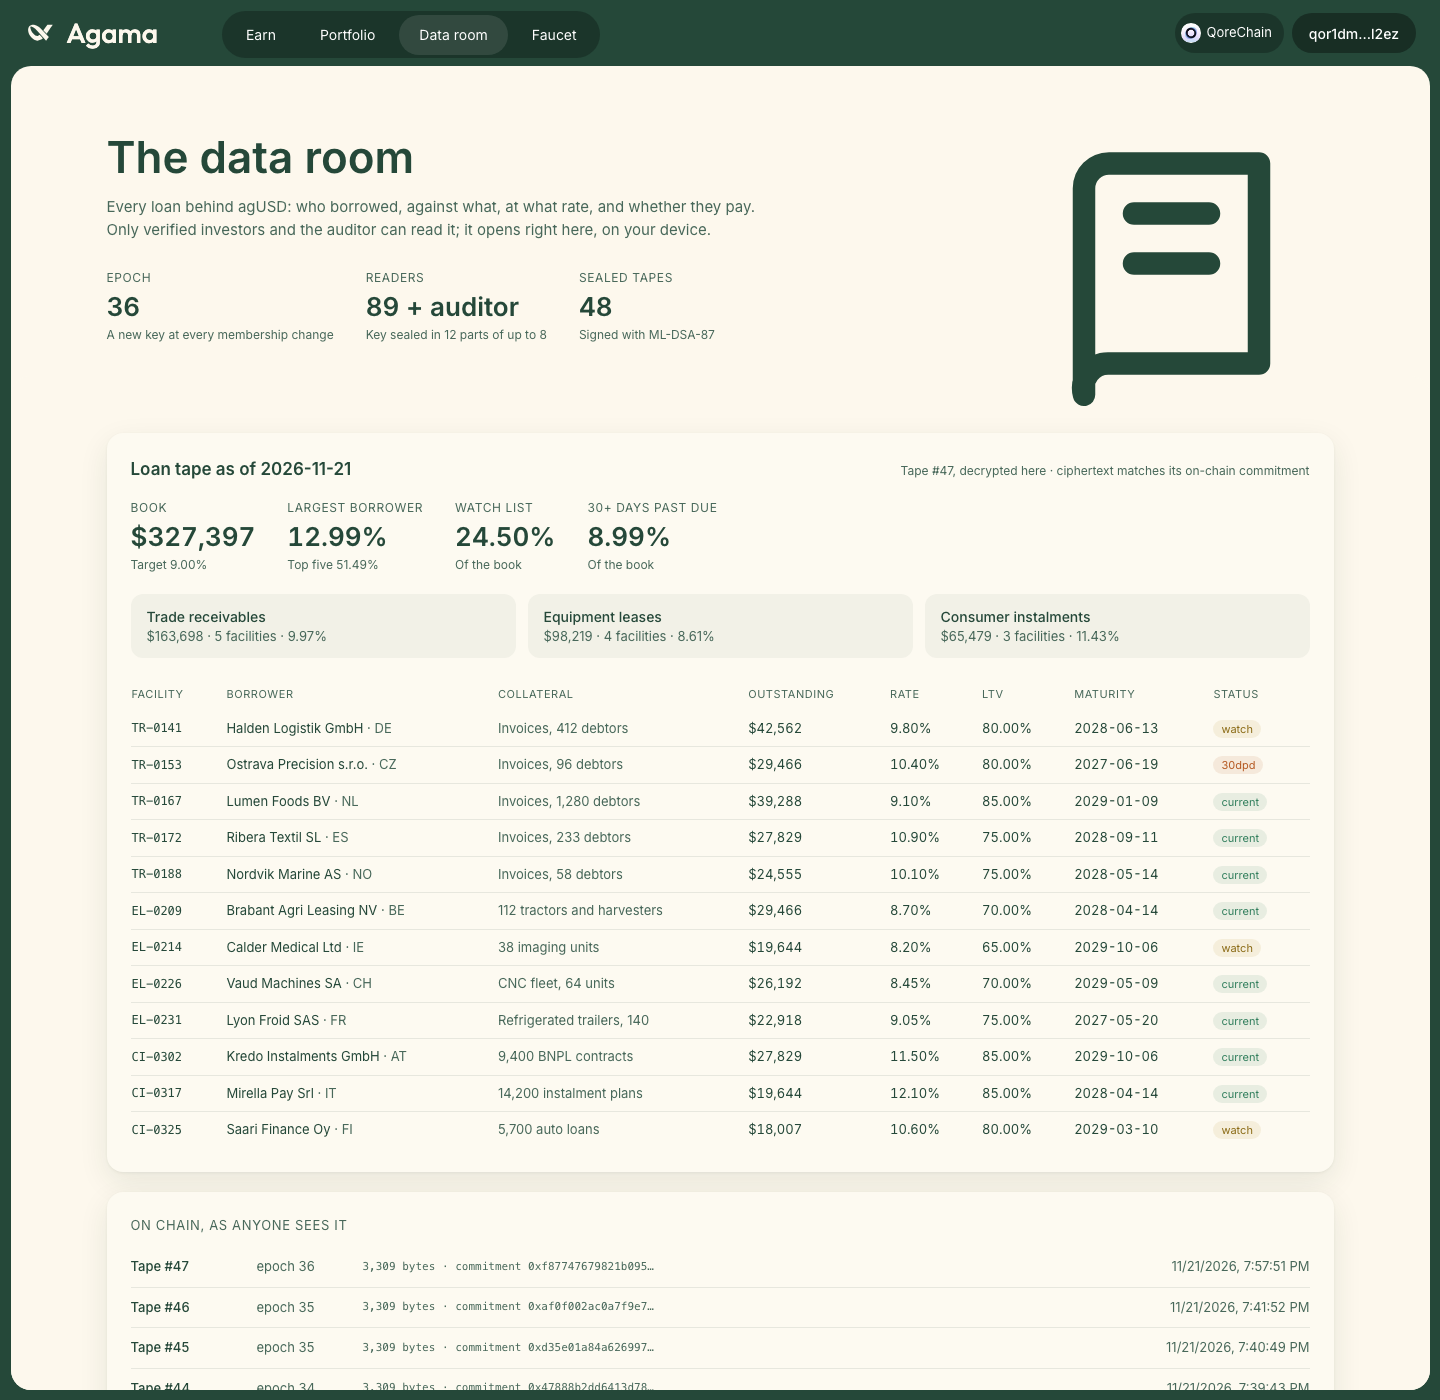 Agama
Earn Portfolio Data room Faucet
QoreChain
qor1dm...l2ez
The data room
Every loan behind agUSD: who borrowed, against what, at what rate, and whether they pay.
Only verified investors and the auditor can read it; it opens right here, on your device.
EPOCH READERS SEALED TAPES
36 89 + auditor 48
A new key at every membership change Key sealed in 12 parts of up to 8 Signed with ML-DSA-87
Loan tape as of 2026-11-21 Tape #47, decrypted here · ciphertext matches its on-chain commitment
BOOK LARGEST BORROWER WATCH LIST 30+ DAYS PAST DUE
$327,397 12.99% 24.50% 8.99%
Target 9.00% Top five 51.49% Of the book Of the book
Trade receivables Equipment leases Consumer instalments
$163,698 · 5 facilities · 9.97% $98,219 · 4 facilities · 8.61% $65,479 · 3 facilities · 11.43%
FACILITY BORROWER COLLATERAL OUTSTANDING RATE LTV MATURITY STATUS
TR-0141 Halden Logistik GmbH · DE Invoices, 412 debtors $42,562 9.80% 80.00% 2028-06-13 watch
TR-0153 Ostrava Precision s.r.o. · CZ Invoices, 96 debtors $29,466 10.40% 80.00% 2027-06-19 30dpd
TR-0167 Lumen Foods BV · NL Invoices, 1,280 debtors $39,288 9.10% 85.00% 2029-01-09 current
TR-0172 Ribera Textil SL · ES Invoices, 233 debtors $27,829 10.90% 75.00% 2028-09-11 current
TR-0188 Nordvik Marine AS · NO Invoices, 58 debtors $24,555 10.10% 75.00% 2028-05-14 current
EL-0209 Brabant Agri Leasing NV · BE 112 tractors and harvesters $29,466 8.70% 70.00% 2028-04-14 current
EL-0214 Calder Medical Ltd · IE 38 imaging units $19,644 8.20% 65.00% 2029-10-06 watch
EL-0226 Vaud Machines SA · CH CNC fleet, 64 units $26,192 8.45% 70.00% 2029-05-09 current
EL-0231 Lyon Froid SAS · FR Refrigerated trailers, 140 $22,918 9.05% 75.00% 2027-05-20 current
CI-0302 Kredo Instalments GmbH · AT 9,400 BNPL contracts $27,829 11.50% 85.00% 2029-10-06 current
CI-0317 Mirella Pay Srl · IT 14,200 instalment plans $19,644 12.10% 85.00% 2028-04-14 current
CI-0325 Saari Finance Oy · FI 5,700 auto loans $18,007 10.60% 80.00% 2029-03-10 watch
ON CHAIN, AS ANYONE SEES IT
Tape #47 epoch 36 3,309 bytes · commitment 0xf87747679821b095… 11/21/2026, 7:57:51 PM
Tape #46 epoch 35 3,309 bytes · commitment 0xaf0f002ac0a7f9e7… 11/21/2026, 7:41:52 PM
Tape #45 epoch 35 3,309 bytes · commitment 0xd35e01a84a626997… 11/21/2026, 7:40:49 PM
Tape #44 epoch 34 3,309 bytes · commitment 0x47888b2dd6413d78… 11/21/2026, 7:39:43 PM